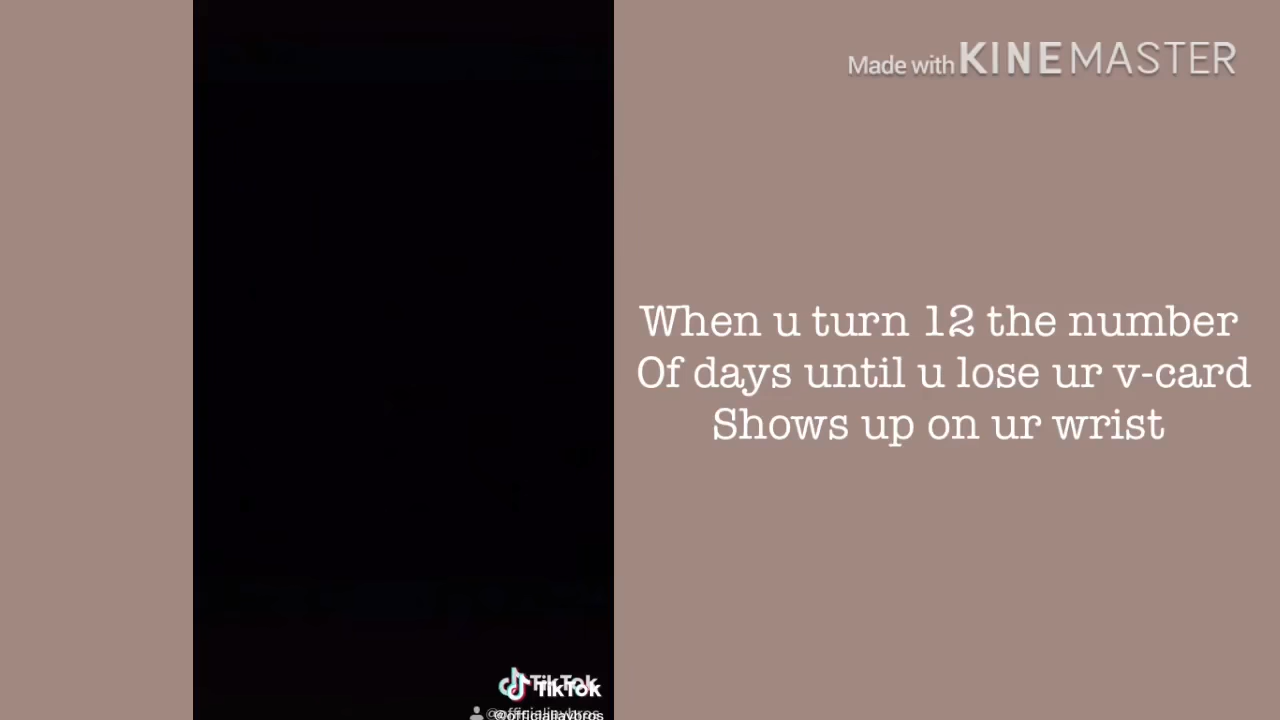 Made with KINEMASTER
When u turn 12 the number
Of days until u lose ur v-card
Shows up on ur wrist
TikTok
@officialjaybros